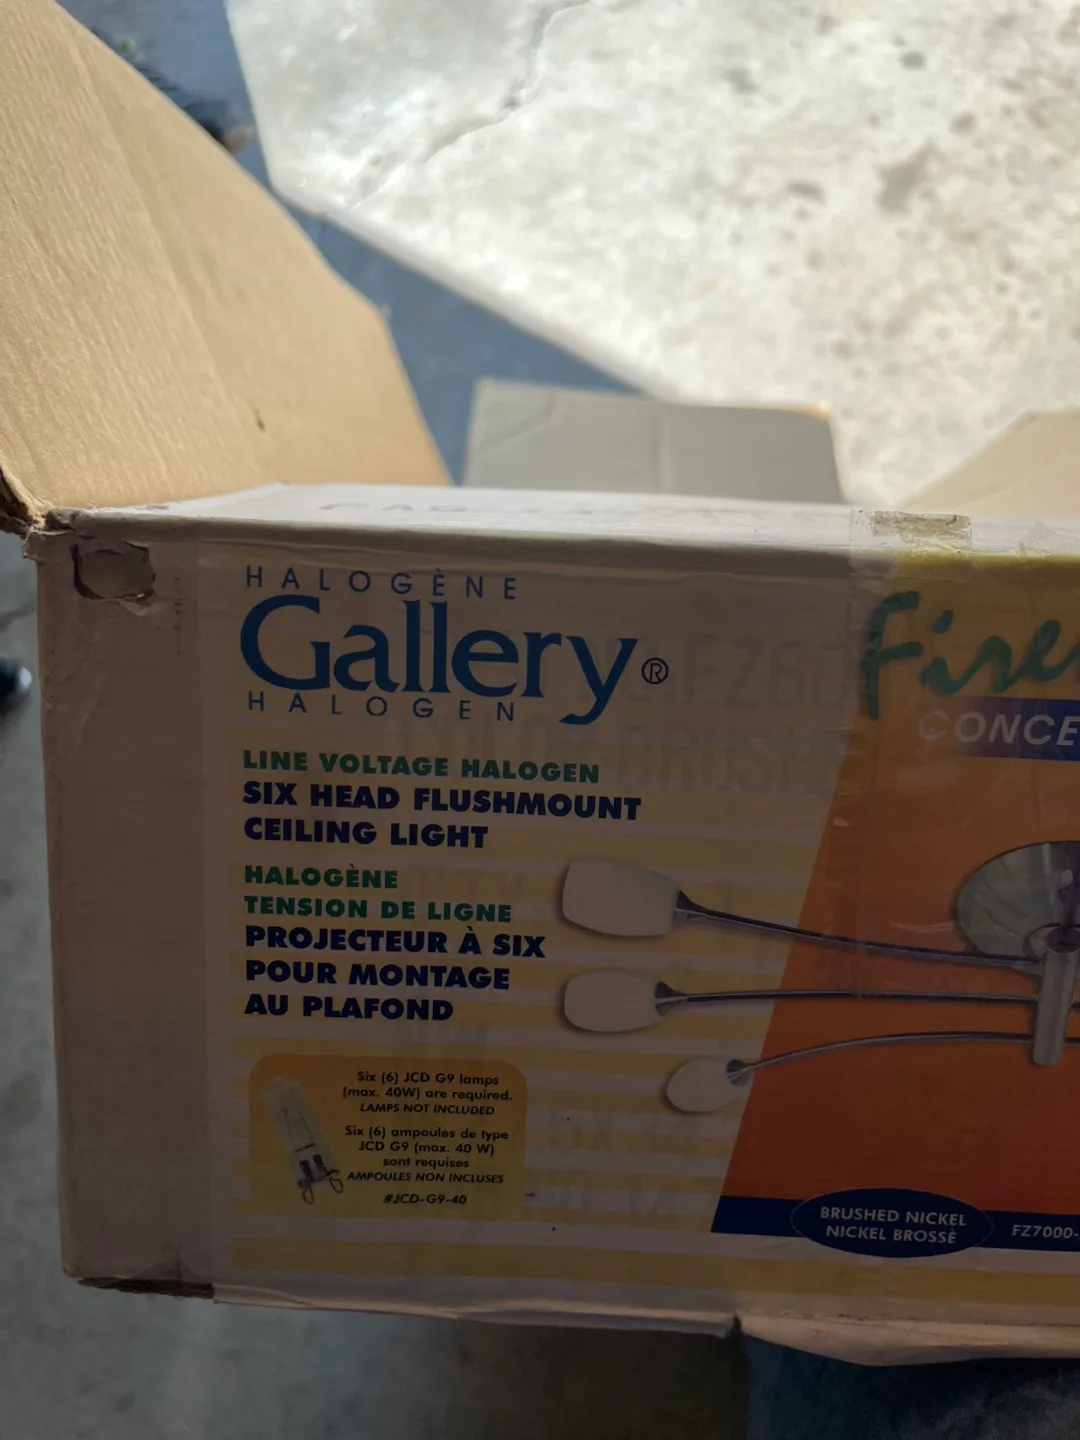 HALOGÈNE
Gallery®
HALOGEN
LINE VOLTAGE HALOGEN
SIX HEAD FLUSHMOUNT
CEILING LIGHT
HALOGÈNE
TENSION DE LIGNE
PROJECTEUR À SIX
POUR MONTAGE
AU PLAFOND
Six (6) JCD G9 lamps
(max. 40W) are required.
LAMPS NOT INCLUDED
Six (6) ampoules de type
JCD G9 (max. 40 W)
sont requises
AMPOULES NON INCLUSES
#JCD-G9-40
BRUSHED NICKEL
NICKEL BROSSÉ
FZ7000-